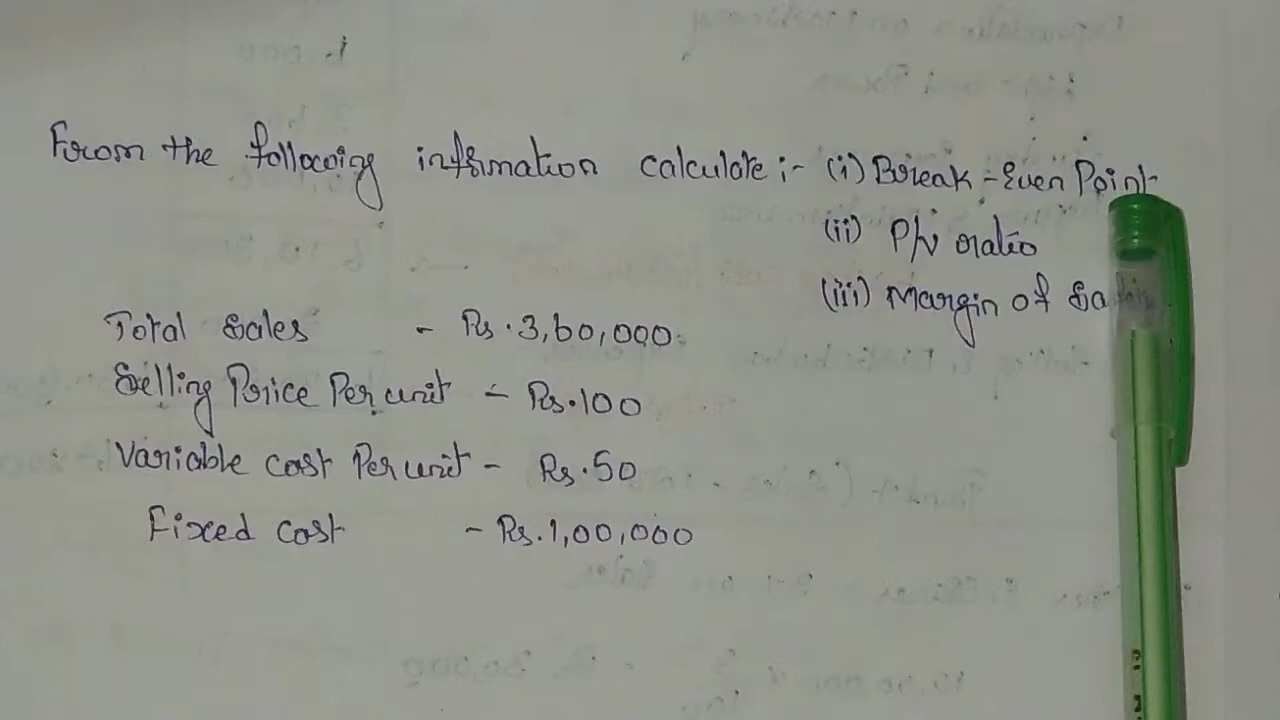 From the following infrmation calculate :- (i) Break-Even Point
(ii) P/v ratio
(iii) Margin of
Total Sales - Rs. 3,60,000
Selling Price Per unit - Rs. 100
Variable cost Per unit - Rs. 50
Fixed cost - Rs. 1,00,000